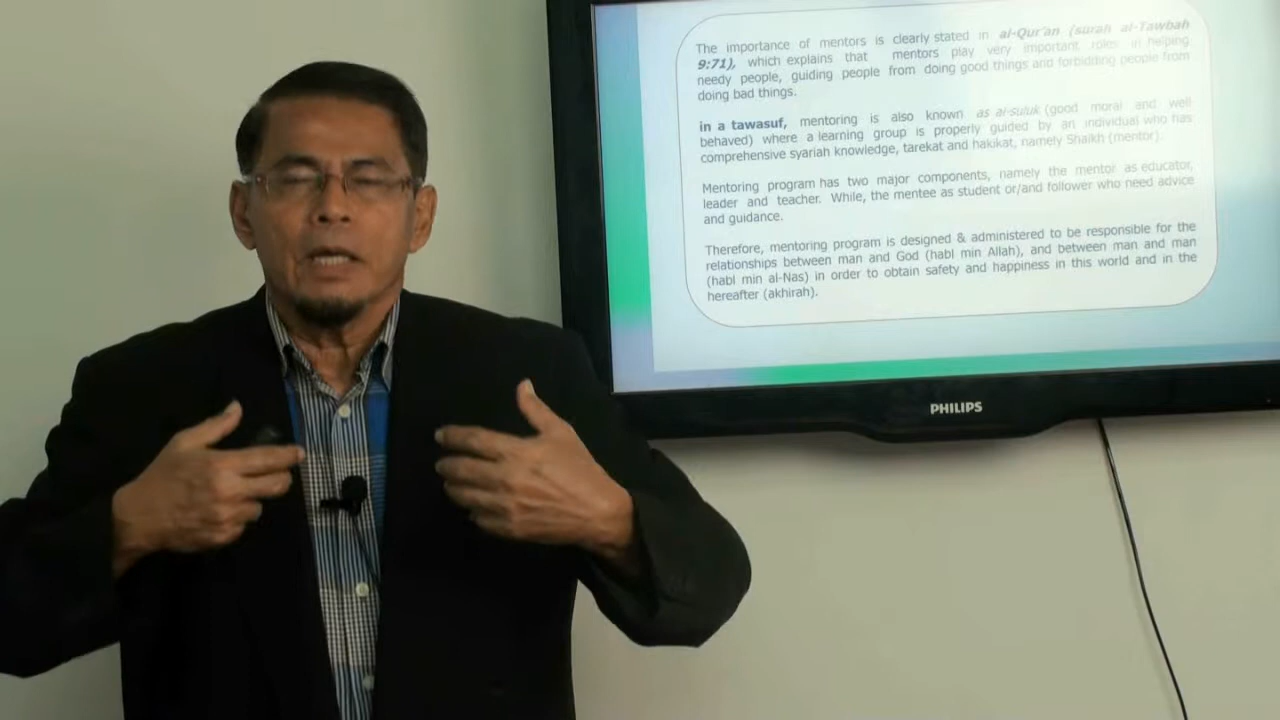 The importance of mentors is clearly stated in al-Qur'an (surah al-Tawbah
9:71), which explains that mentors play very important roles in helping
needy people, guiding people from doing good things and forbidding people from
doing bad things.
in a tawasuf, mentoring is also known as al-suluk (good moral and well
behaved) where a learning group is properly guided by an individual who has
comprehensive syariah knowledge, tarekat and hakikat, namely Shaikh (mentor).
Mentoring program has two major components, namely the mentor as educator,
leader and teacher. While, the mentee as student or/and follower who need advice
and guidance.
Therefore, mentoring program is designed & administered to be responsible for the
relationships between man and God (habl min Allah), and between man and man
(habl min al-Nas) in order to obtain safety and happiness in this world and in the
hereafter (akhirah).
PHILIPS